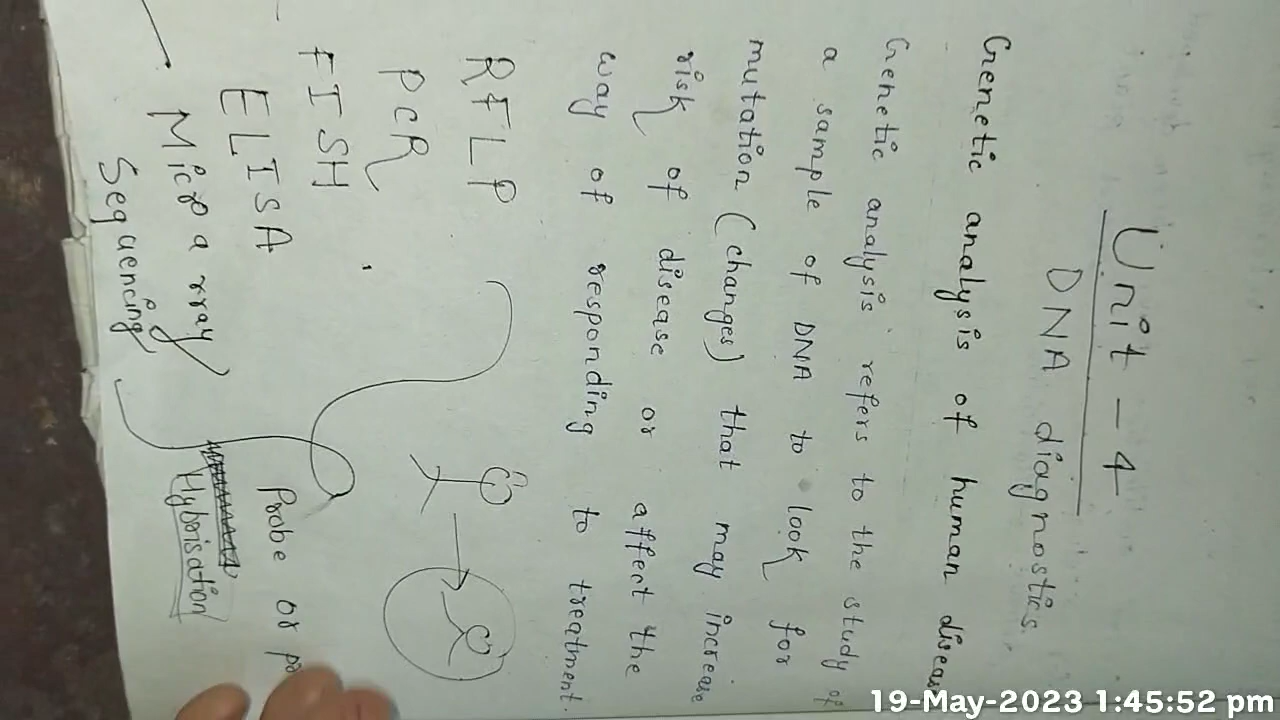 Unit - 4
DNA diagnostics.
Genetic analysis of human disease
Genetic analysis refers to the study of
a sample of DNA to look for
mutation (changes) that may increase
risk of disease or affect the
way of responding to treatment.
RFLP
PCR
FISH
ELISA
Micro array
Sequencing
Probe or
Hybrisation
19-May-2023 1:45:52 pm